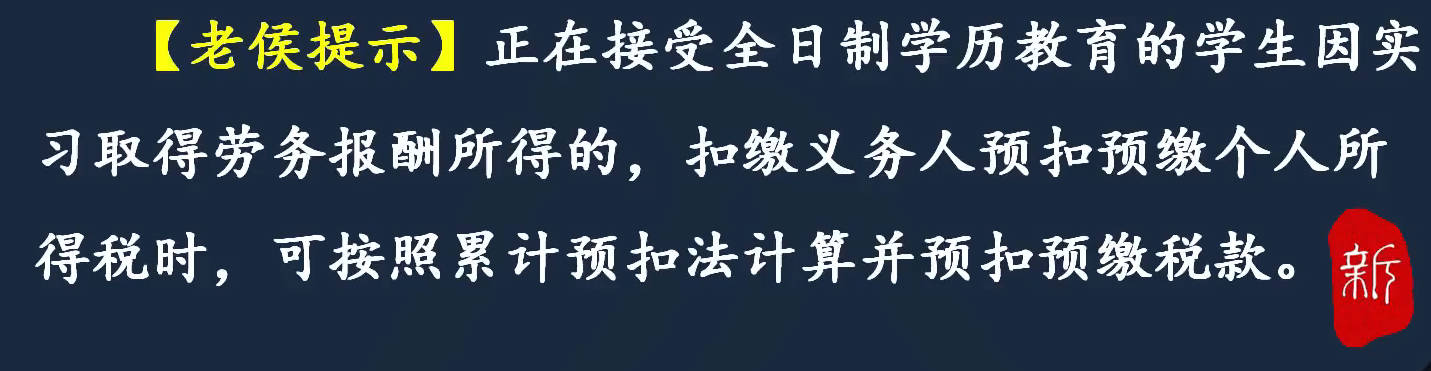 【老侯提示】正在接受全日制学历教育的学生因实
习取得劳务报酬所得的，扣缴义务人预扣预缴个人所
得税时，可按照累计预扣法计算并预扣预缴税款。
新